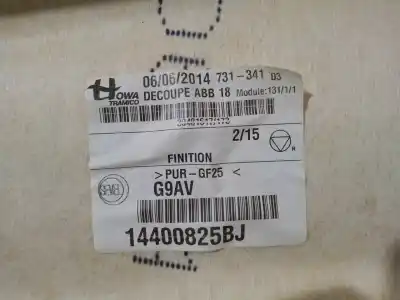 06/06/2014 731-341 D3
HOWA
TRAMICO
DECOUPE ABB 18 Module:131/1/1
2/15
FINITION
>PUR-GF25 <
G9AV
14400825BJ